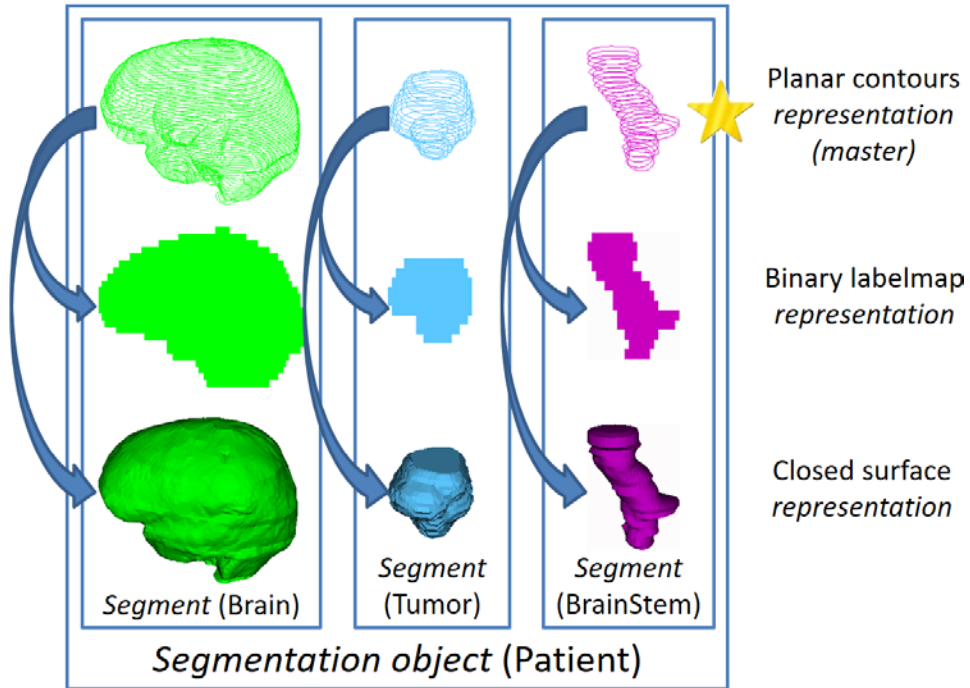 Planar contours
representation
(master)
Binary labelmap
representation
Closed surface
representation
Segment (Brain)
Segment
(Tumor)
Segment
(BrainStem)
Segmentation object (Patient)